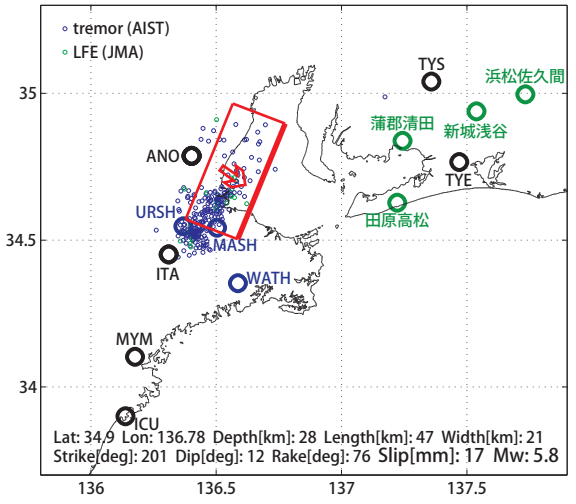 tremor (AIST)
LFE (JMA)
TYS
浜松佐久間
35
蒲郡清田
新城浅谷
ANO
TYE
URSH
田原高松
MASH
34.5
ITA
WATH
MYM
34
ICU
Lat: 34.9 Lon: 136.78 Depth[km]: 28 Length[km]: 47 Width[km]: 21
Strike[deg]: 201 Dip[deg]: 12 Rake[deg]: 76 Slip[mm]: 17 Mw: 5.8
136 136.5 137 137.5